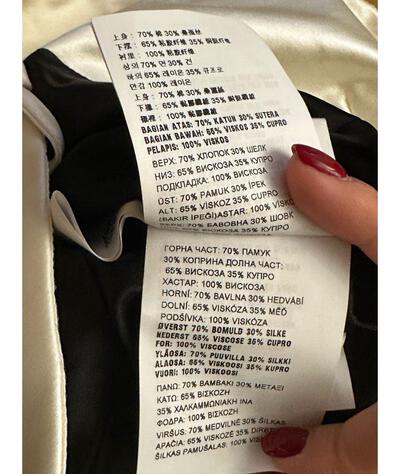 上身: 70% 棉 30% 桑蚕丝
下摆: 65% 粘胶纤维 35% 铜氨纤维
衬里: 100% 粘胶纤维
상의 70% 면 30% 견
하의 65% 레이온 35% 큐프로
안감 100% 레이온
上身: 70% 棉 30%
下擺: 65% 粘膠纖維 35% 銅氨纖維
襯裡: 100% 粘膠纖維
BAGIAN ATAS: 70% KATUN 30% SUTERA
BAGIAN BAWAH: 65% VISKOS 35% CUPRO
PELAPIS: 100% VISKOS
ВЕРХ: 70% ХЛОПОК 30% ШЕЛК
НИЗ: 65% ВИСКОЗА 35% КУПРО
ПОДКЛАДКА: 100% ВИСКОЗА
ÜST: 70% PAMUK 30% İPEK
ALT: 65% VİSKOZ 35% CUPRO
(BAKIR İPEĞİ)ASTAR: 100% VİSKO
ВЕРХ: 70% БАВОВНА 30% ШОВК
ГОРНА ЧАСТ: 70% ПАМУК
30% КОПРИНА ДОЛНА ЧАСТ:
65% ВИСКОЗА 35% КУПРО
ХАСТАР: 100% ВИСКОЗА
HORNÍ: 70% BAVLNA 30% HEDVÁBÍ
DOLNÍ: 65% VISKÓZA 35% MĚĎ
PODŠÍVKA: 100% VISKÓZA
ØVERST: 70% BOMULD 30% SILKE
NEDERST 65% VISCOSE 35% CUPRO
FOR: 100% VISCOSE
YLÄOSA: 70% PUUVILLA 30% SILKKI
ALAOSA: 65% VISKOOSI 35% KUPRO
VUORI: 100% VISKOOSI
ΠΑΝΩ: 70% ΒΑΜΒΑΚΙ 30% ΜΕΤΑΞΙ
ΚΑΤΩ: 65% ΒΙΣΚΟΖΗ
35% ΧΑΛΚΑΜΜΩΝΙΑΚΗ ΙΝΑ
ΦΟΔΡΑ: 100% ΒΙΣΚΟΖΗ
VIRŠUS: 70% MEDVILNĖ 30% ŠILKAS
APAČIA: 65% VISKOZĖ 35%
ŠILKAS PAMUŠALAS: 100% VISK